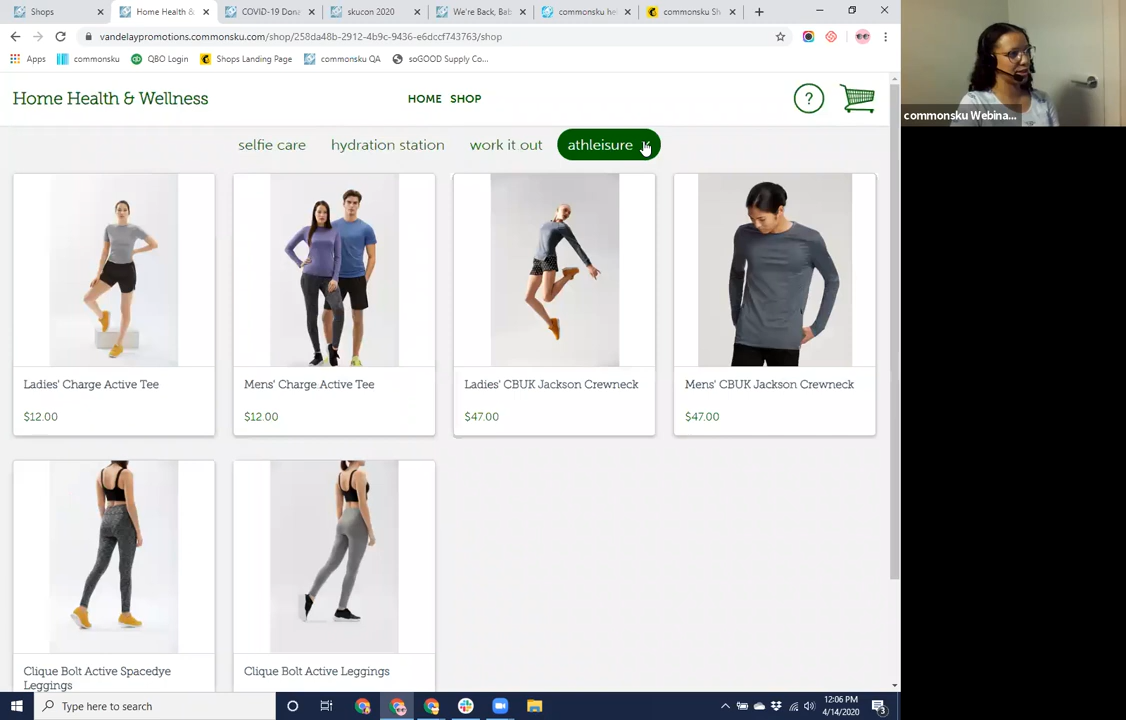 Shops
Home Health &
COVID-19 Dona
skucon 2020
We're Back, Bab
commonsku he
commonsku Sh
vandelaypromotions.commonsku.com/shop/258da48b-2912-4b9c-9436-e6dccf743763/shop
Apps
commonsku
QBO Login
Shops Landing Page
commonsku QA
soGOOD Supply Co...
Home Health & Wellness
HOME SHOP
?
selfie care
hydration station
work it out
athleisure
commonsku Webina...
Ladies' Charge Active Tee
$12.00
Mens' Charge Active Tee
$12.00
Ladies' CBUK Jackson Crewneck
$47.00
Mens' CBUK Jackson Crewneck
$47.00
Clique Bolt Active Spacedye
Leggings
Clique Bolt Active Leggings
Type here to search
12:06 PM
4/14/2020
3